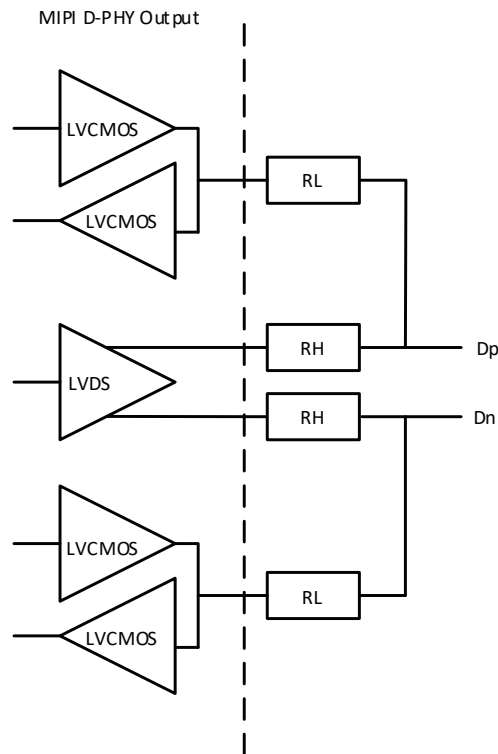 MIPI D-PHY Output
LVCMOS
RL
LVCMOS
RH
Dp
LVDS
RH
Dn
LVCMOS
RL
LVCMOS